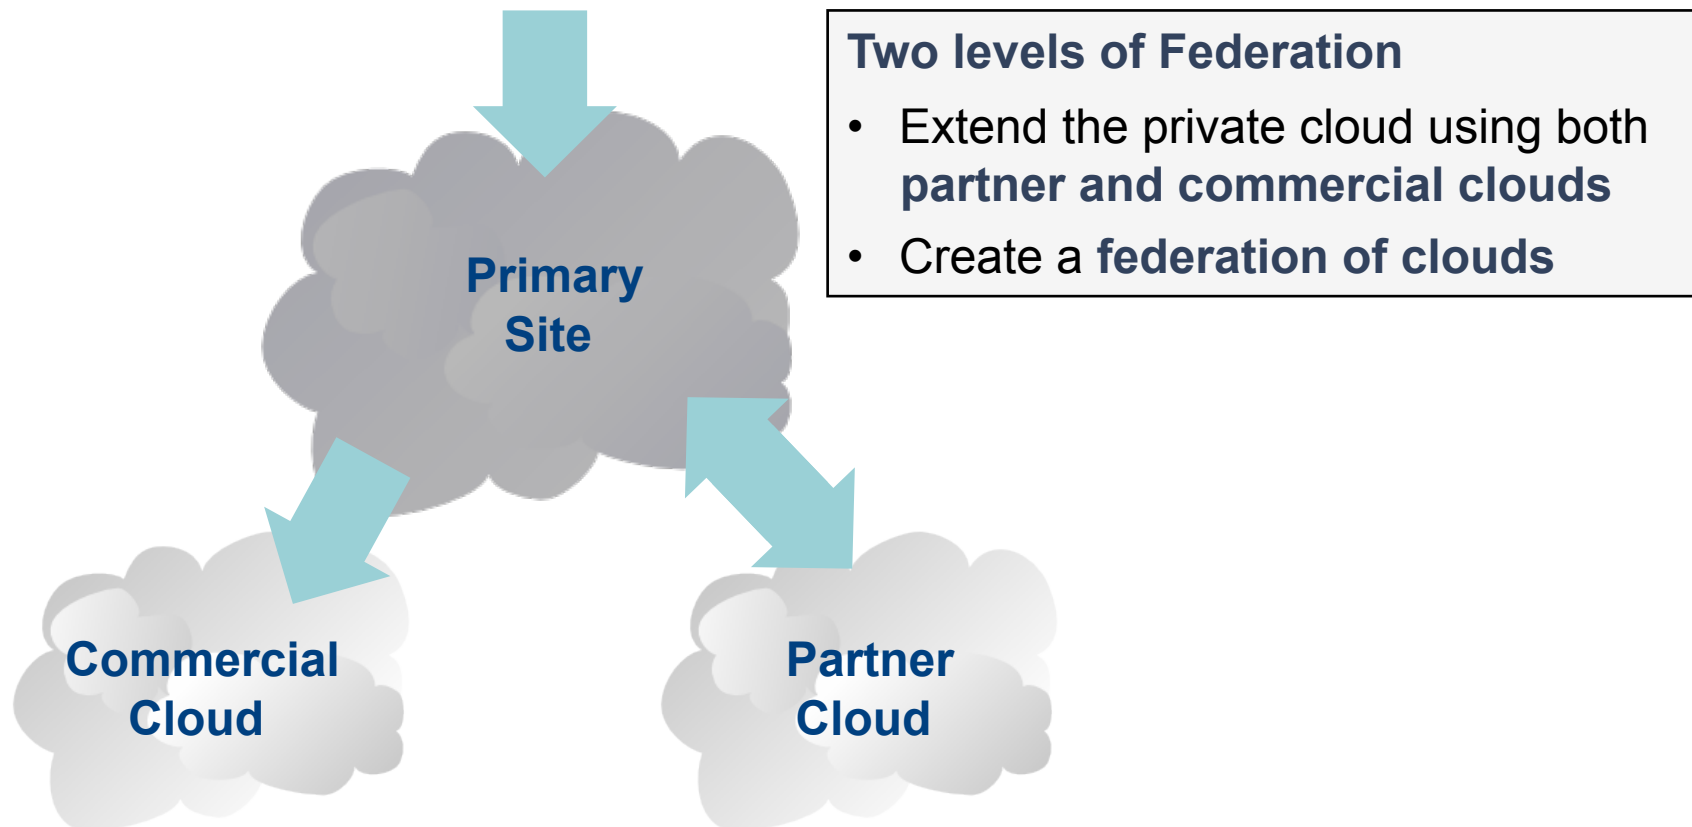 Two levels of Federation
• Extend the private cloud using both
partner and commercial clouds
• Create a federation of clouds
Primary
Site
Commercial
Cloud
Partner
Cloud